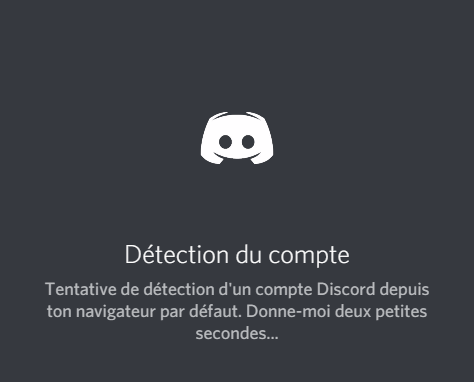 Détection du compte
Tentative de détection d'un compte Discord depuis
ton navigateur par défaut. Donne-moi deux petites
secondes...